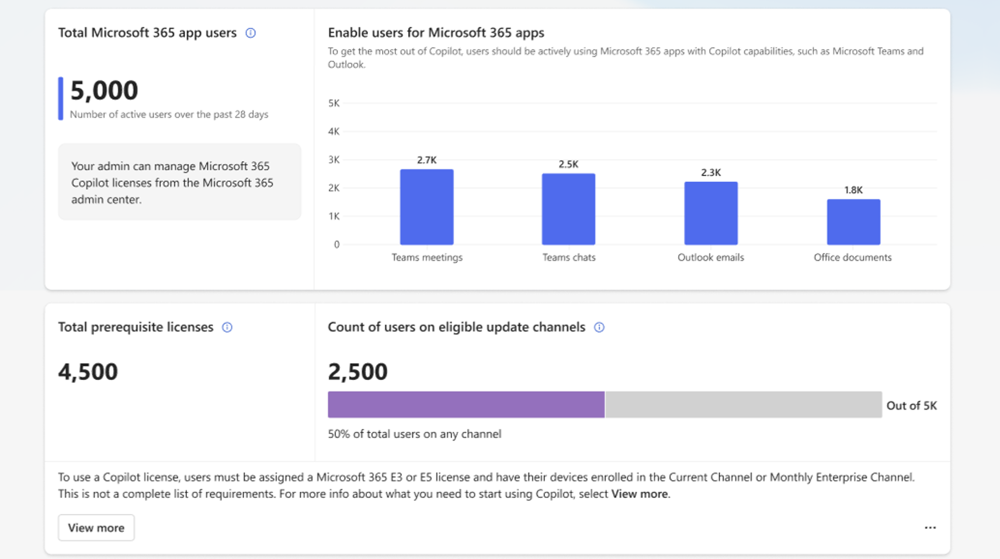 Total Microsoft 365 app users
5,000
Number of active users over the past 28 days
Your admin can manage Microsoft 365
Copilot licenses from the Microsoft 365
admin center.
Enable users for Microsoft 365 apps
To get the most out of Copilot, users should be actively using Microsoft 365 apps with Copilot capabilities, such as Microsoft Teams and
Outlook.
5K
4K
3K
2K
1K
0
2.7K
2.5K
2.3K
1.8K
Teams meetings
Teams chats
Outlook emails
Office documents
Total prerequisite licenses
4,500
Count of users on eligible update channels
2,500
Out of 5K
50% of total users on any channel
To use a Copilot license, users must be assigned a Microsoft 365 E3 or E5 license and have their devices enrolled in the Current Channel or Monthly Enterprise Channel.
This is not a complete list of requirements. For more info about what you need to start using Copilot, select View more.
View more
...